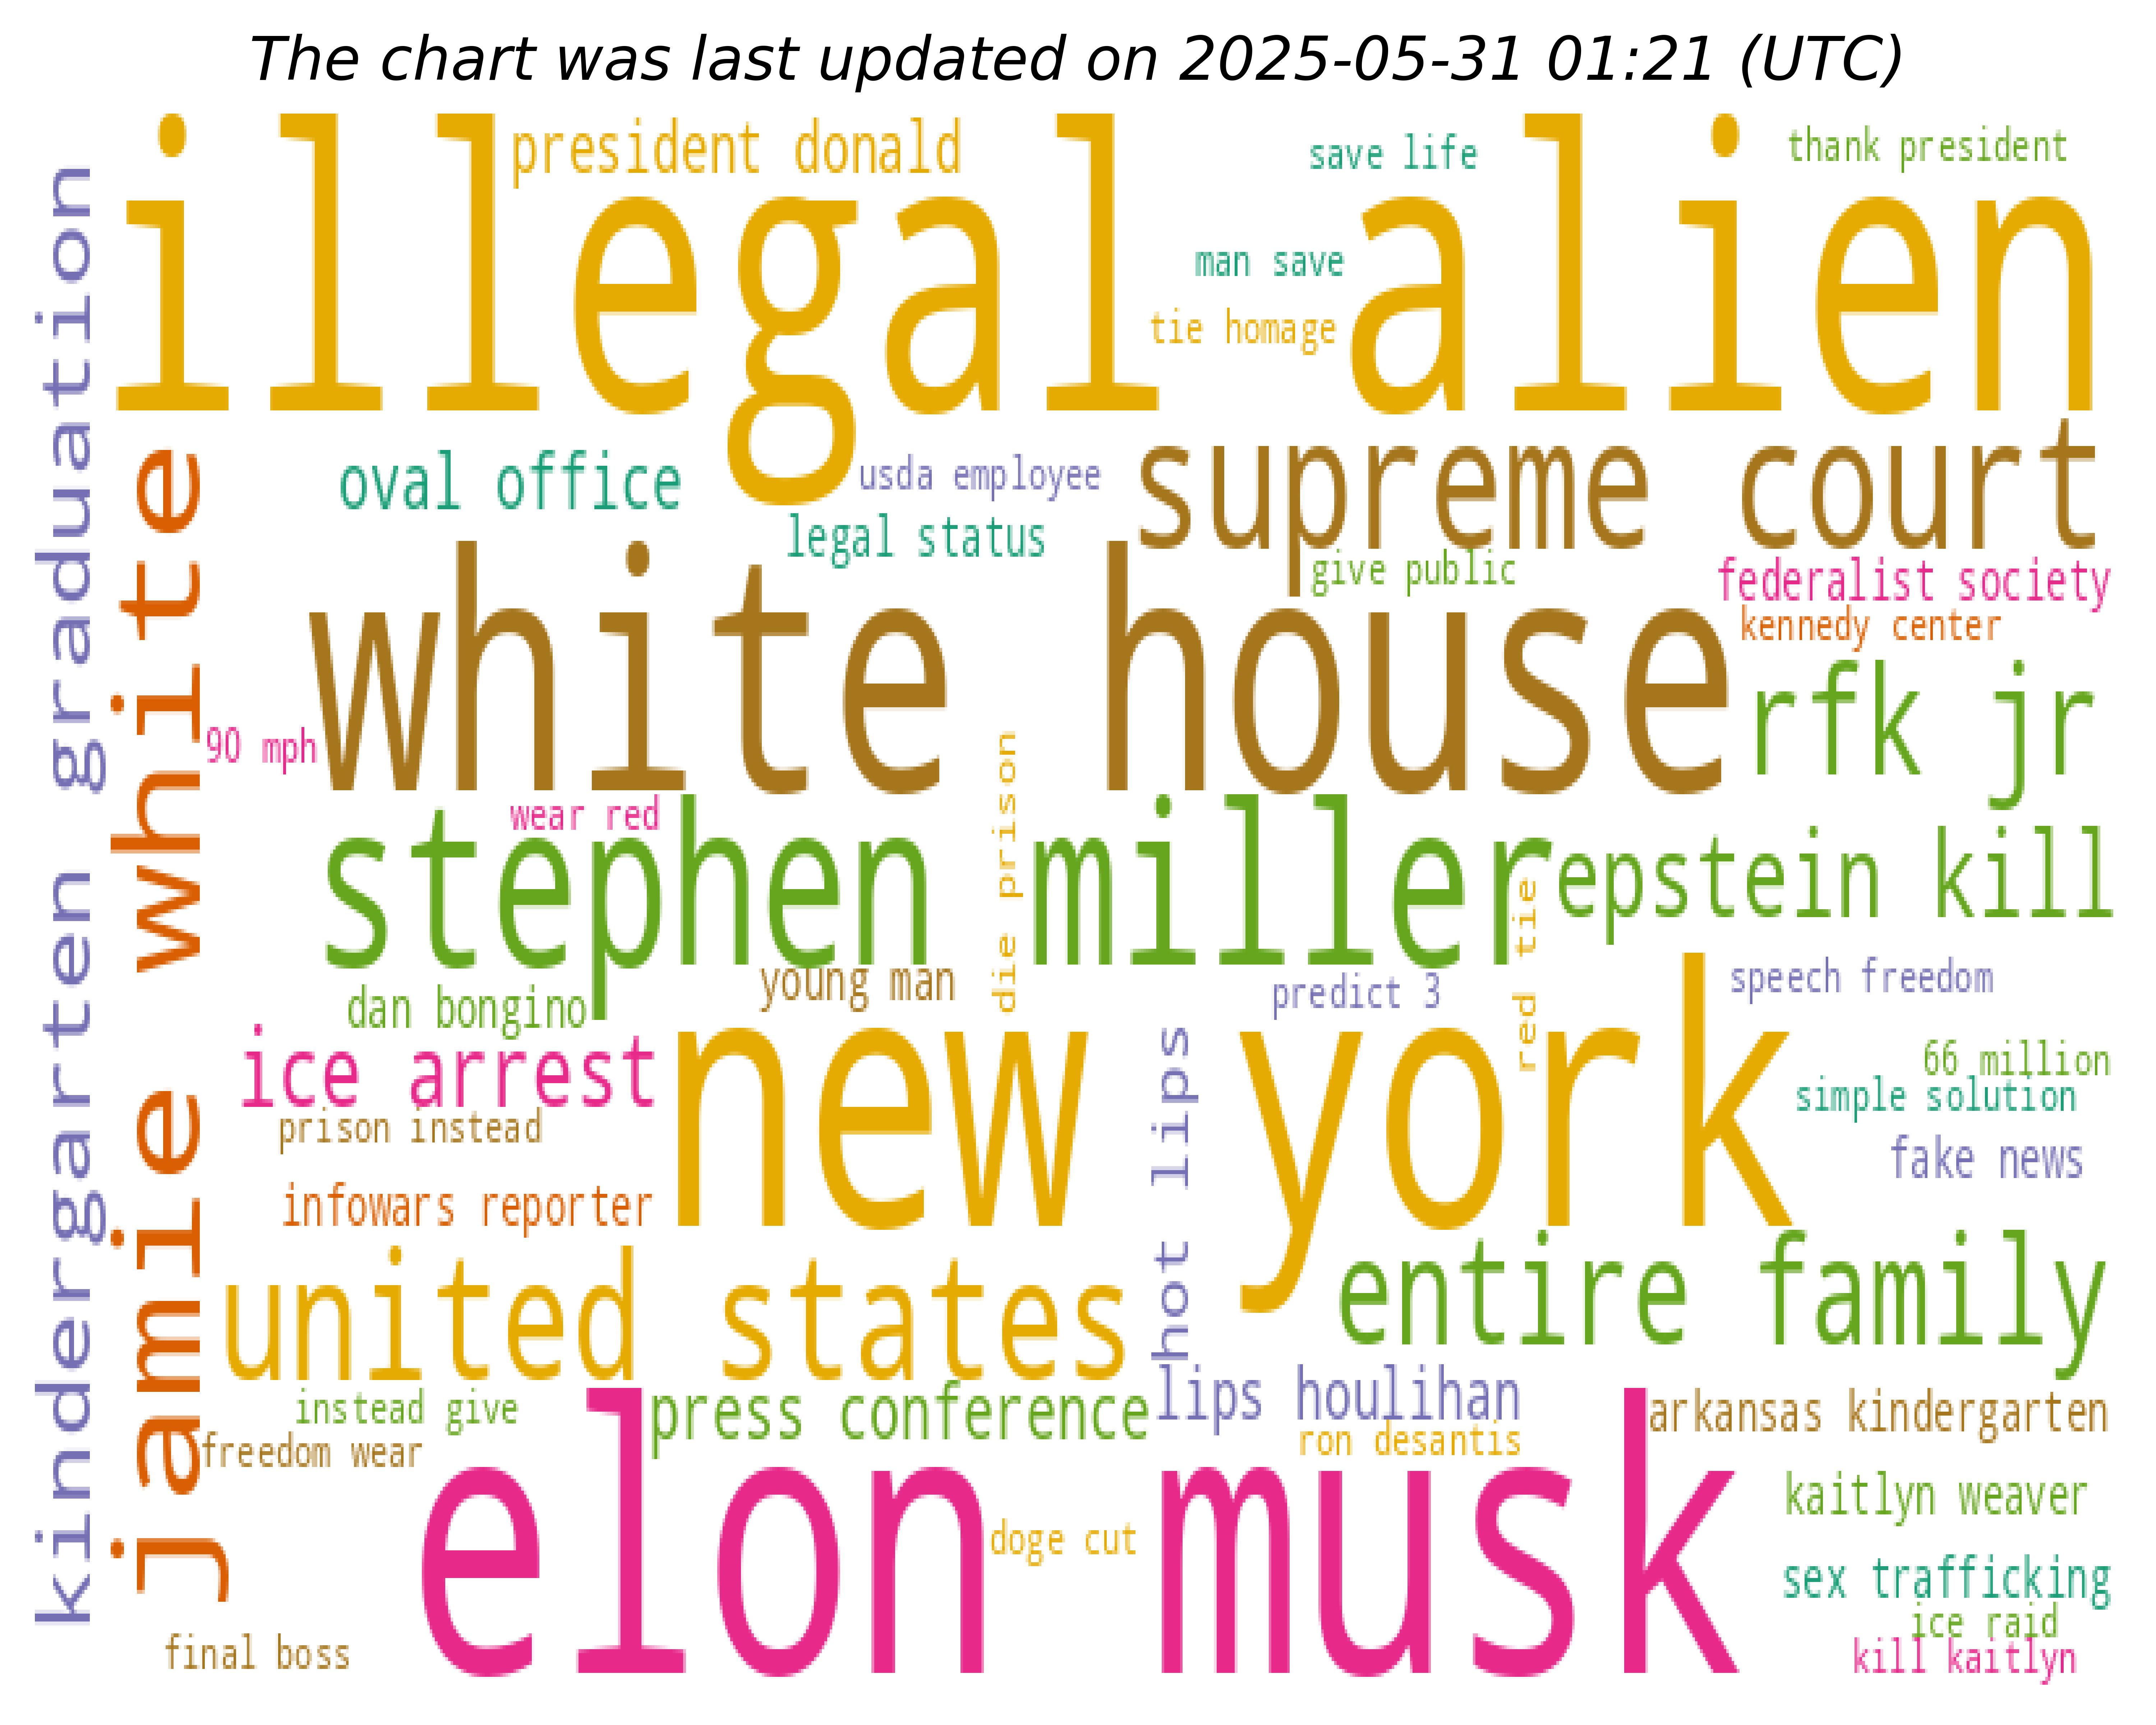 The chart was last updated on 2025-05-31 01:21 (UTC)
illegal alien
president donald
save life
thank president
man save
tie homage
kindergarten graduation
jamie white
oval office
usda employee
supreme court
legal status
give public
federalist society
kennedy center
white house
rfk jr
90 mph
wear red
die prison
stephen miller
epstein kill
red tie
young man
dan bongino
predict 3
speech freedom
ice arrest
new york
hot lips
66 million
simple solution
prison instead
fake news
infowars reporter
united states
entire family
instead give
press conference
lips houlihan
arkansas kindergarten
freedom wear
ron desantis
elon musk
kaitlyn weaver
doge cut
sex trafficking
ice raid
final boss
kill kaitlyn